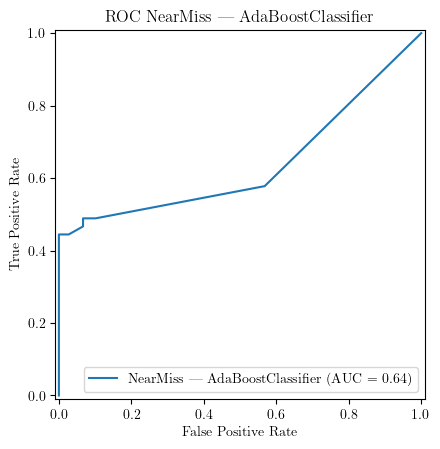 ROC NearMiss — AdaBoostClassifier
1.0
0.8
0.6
0.4
0.2
0.0
True Positive Rate
NearMiss — AdaBoostClassifier (AUC = 0.64)
0.0 0.2 0.4 0.6 0.8 1.0
False Positive Rate